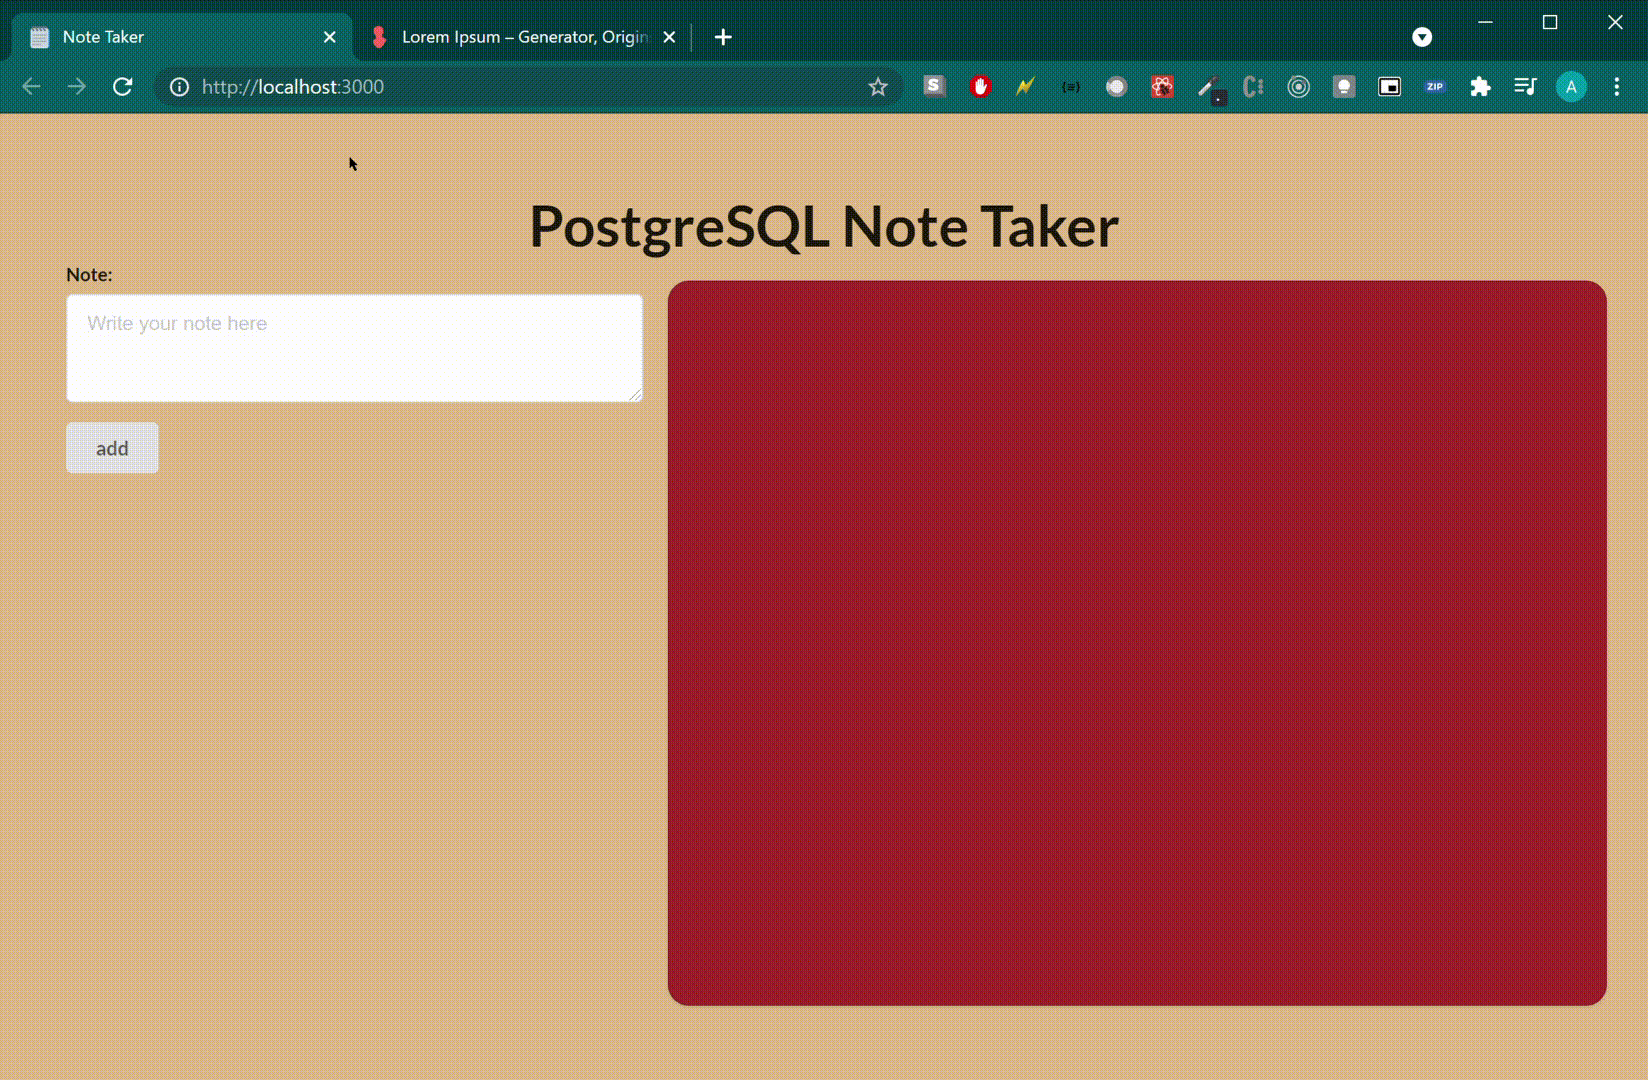 Note Taker
Lorem Ipsum – Generator, Origin
http://localhost:3000
S
ZIP
A
PostgreSQL Note Taker
Note:
Write your note here
add